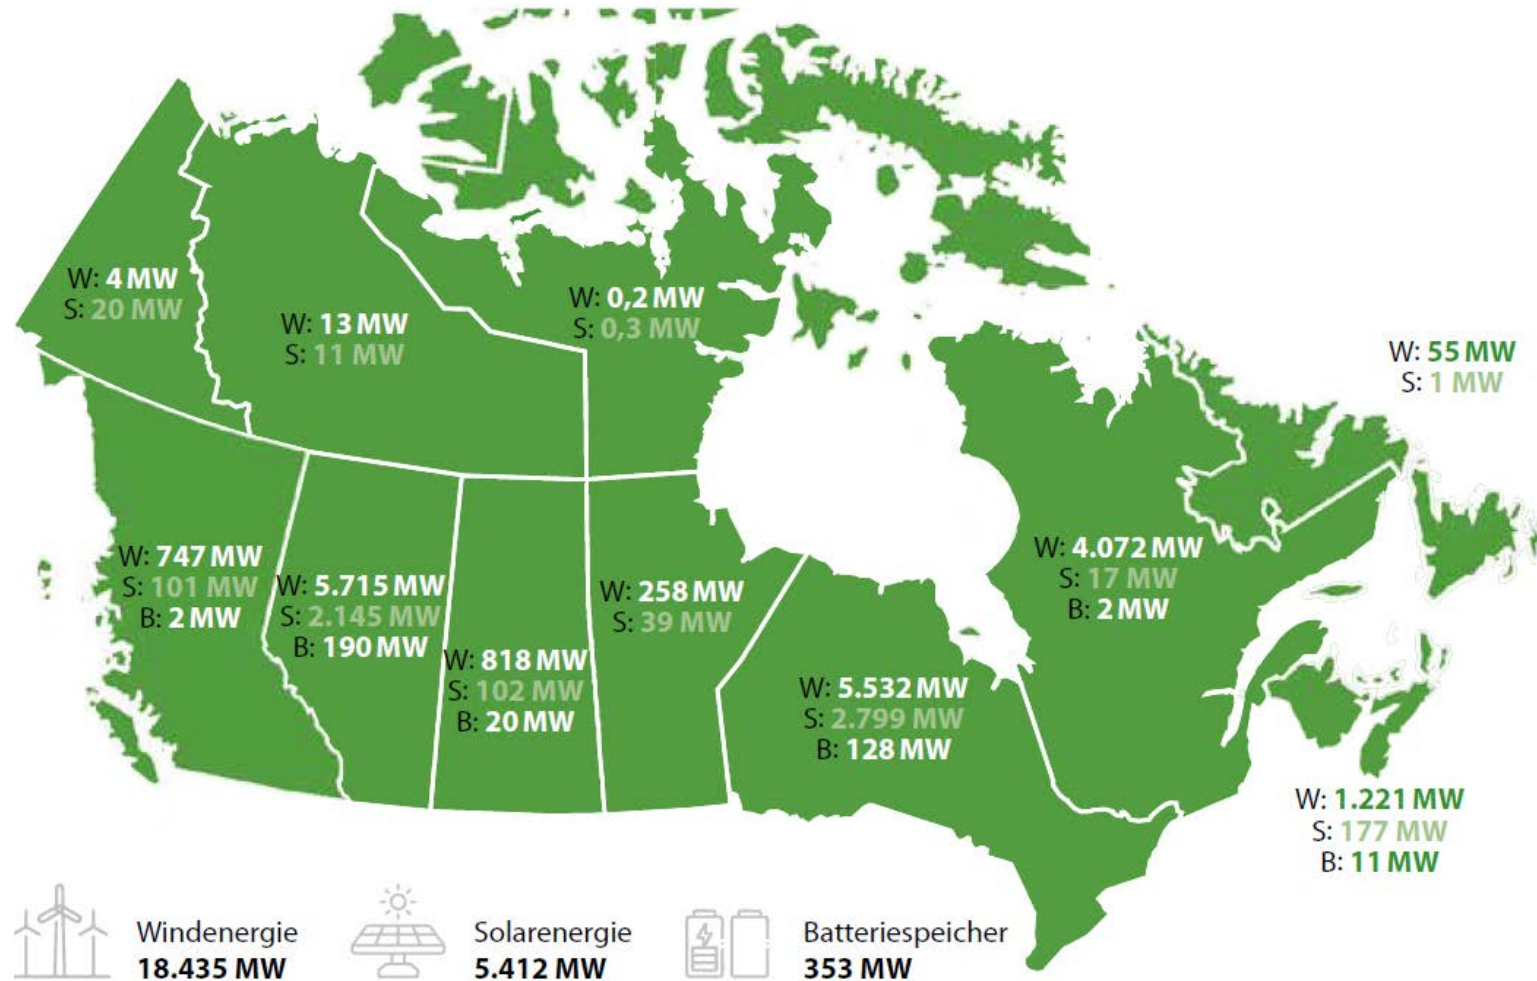 W: 4 MW
S: 20 MW
W: 13 MW
S: 11 MW
W: 0,2 MW
S: 0,3 MW
W: 55 MW
S: 1 MW
W: 747 MW
S: 101 MW
B: 2 MW
W: 5.715 MW
S: 2.145 MW
B: 190 MW
W: 818 MW
S: 102 MW
B: 20 MW
W: 258 MW
S: 39 MW
W: 5.532 MW
S: 2.799 MW
B: 128 MW
W: 4.072 MW
S: 17 MW
B: 2 MW
W: 1.221 MW
S: 177 MW
B: 11 MW
Windenergie
18.435 MW
Solarenergie
5.412 MW
Batteriespeicher
353 MW